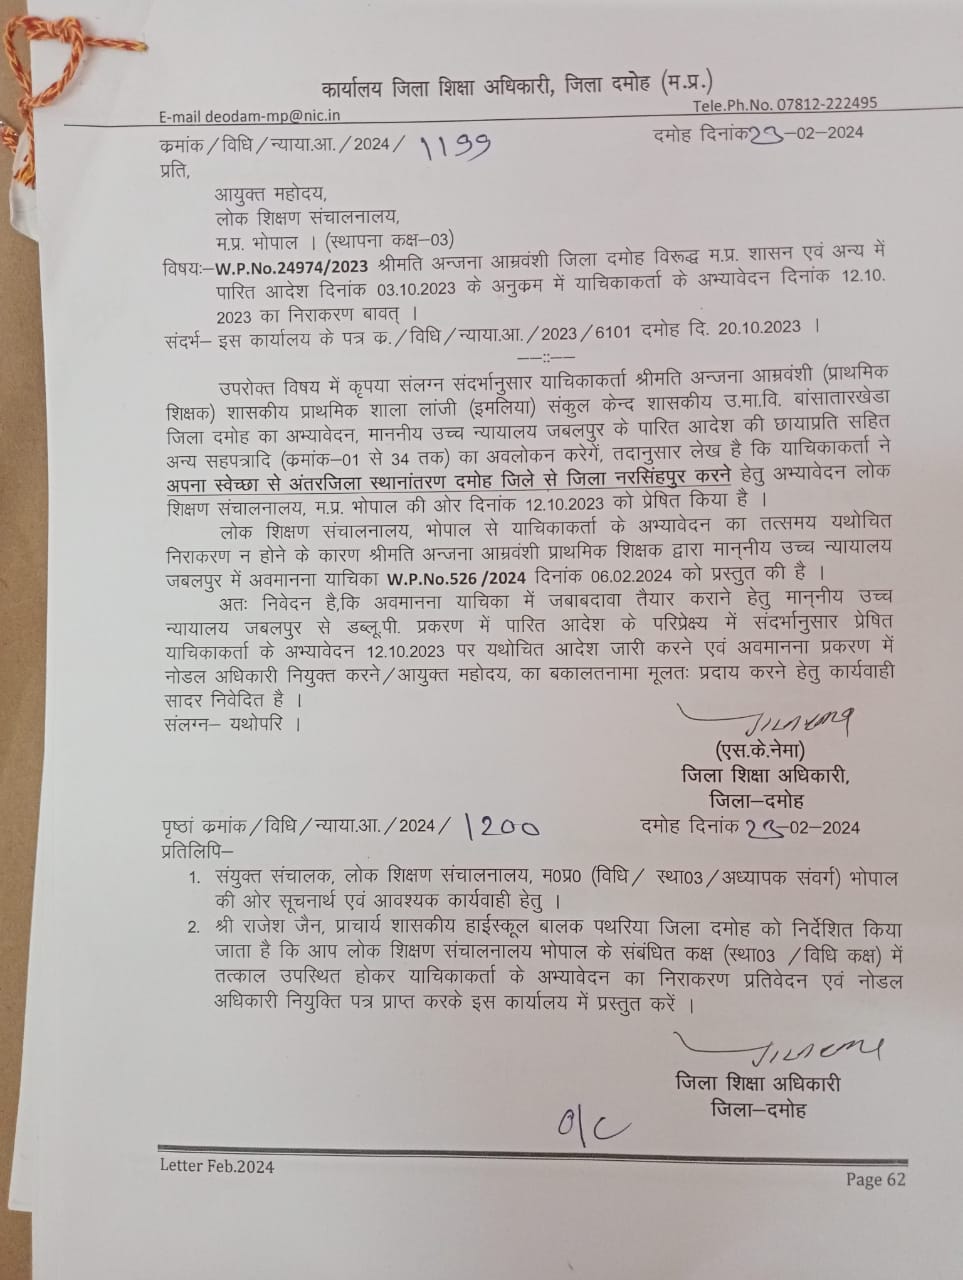 कार्यालय जिला शिक्षा अधिकारी, जिला दमोह (म.प्र.)
E-mail deodam-mp@nic.in Tele.Ph.No. 07812-222495
क्रमांक/विधि/न्याया.आ./2024/ 1199 दमोह दिनांक 23-02-2024
प्रति,
आयुक्त महोदय,
लोक शिक्षण संचालनालय,
म.प्र. भोपाल । (स्थापना कक्ष-03)
विषयः-W.P.No.24974/2023 श्रीमति अन्जना आम्रवंशी जिला दमोह विरूद्ध म.प्र. शासन एवं अन्य में
पारित आदेश दिनांक 03.10.2023 के अनुक्रम में याचिकाकर्ता के अभ्यावेदन दिनांक 12.10.
2023 का निराकरण बावत् ।
संदर्भ- इस कार्यालय के पत्र क्र./विधि/न्याया.आ./2023/6101 दमोह दि. 20.10.2023 ।
——::——
उपरोक्त विषय में कृपया संलग्न संदर्भानुसार याचिकाकर्ता श्रीमति अन्जना आम्रवंशी (प्राथमिक
शिक्षक) शासकीय प्राथमिक शाला लांजी (इमलिया) संकुल केन्द शासकीय उ.मा.वि. बांसातारखेडा
जिला दमोह का अभ्यावेदन, माननीय उच्च न्यायालय जबलपुर के पारित आदेश की छायाप्रति सहित
अन्य सहपत्रादि (क्रमांक-01 से 34 तक) का अवलोकन करेगें, तदानुसार लेख है कि याचिकाकर्ता ने
अपना स्वेच्छा से अंतरजिला स्थानांतरण दमोह जिले से जिला नरसिंहपुर करने हेतु अभ्यावेदन लोक
शिक्षण संचालनालय, म.प्र. भोपाल की ओर दिनांक 12.10.2023 को प्रेषित किया है ।
लोक शिक्षण संचालनालय, भोपाल से याचिकाकर्ता के अभ्यावेदन का तत्समय यथोचित
निराकरण न होने के कारण श्रीमति अन्जना आम्रवंशी प्राथमिक शिक्षक द्वारा मान्नीय उच्च न्यायालय
जबलपुर में अवमानना याचिका W.P.No.526 /2024 दिनांक 06.02.2024 को प्रस्तुत की है ।
अतः निवेदन है,कि अवमानना याचिका में जबाबदावा तैयार कराने हेतु मान्नीय उच्च
न्यायालय जबलपुर से डब्लू.पी. प्रकरण में पारित आदेश के परिप्रेक्ष्य में संदर्भानुसार प्रेषित
याचिकाकर्ता के अभ्यावेदन 12.10.2023 पर यथोचित आदेश जारी करने एवं अवमानना प्रकरण में
नोडल अधिकारी नियुक्त करने/आयुक्त महोदय, का बकालतनामा मूलतः प्रदाय करने हेतु कार्यवाही
सादर निवेदित है ।
संलग्न- यथोपरि ।
(एस.के.नेमा)
जिला शिक्षा अधिकारी,
जिला-दमोह
पृष्ठां क्रमांक/विधि/न्याया.आ./2024/ 1200 दमोह दिनांक 23-02-2024
प्रतिलिपि-
1. संयुक्त संचालक, लोक शिक्षण संचालनालय, म0प्र0 (विधि/ स्था03/अध्यापक संवर्ग) भोपाल
की ओर सूचनार्थ एवं आवश्यक कार्यवाही हेतु ।
2. श्री राजेश जैन, प्राचार्य शासकीय हाईस्कूल बालक पथरिया जिला दमोह को निर्देशित किया
जाता है कि आप लोक शिक्षण संचालनालय भोपाल के संबंधित कक्ष (स्था03 /विधि कक्ष) में
तत्काल उपस्थित होकर याचिकाकर्ता के अभ्यावेदन का निराकरण प्रतिवेदन एवं नोडल
अधिकारी नियुक्ति पत्र प्राप्त करके इस कार्यालय में प्रस्तुत करें ।
जिला शिक्षा अधिकारी
जिला-दमोह
O/C
Letter Feb.2024
Page 62